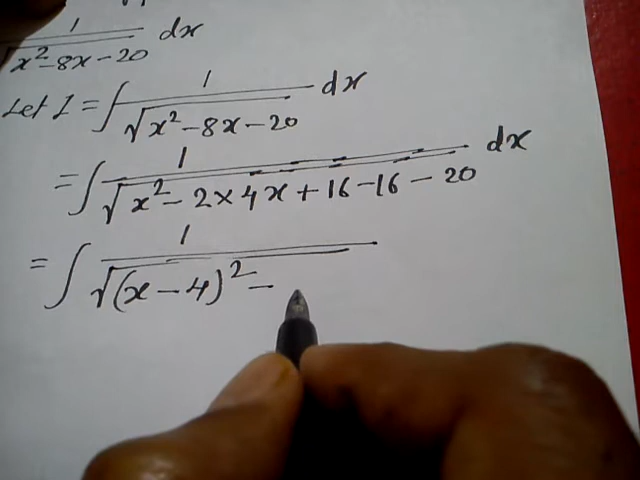 1/√(x²-8x-20) dx
Let I = ∫ 1/√(x²-8x-20) dx
= ∫ 1/√(x²-2×4x+16-16-20) dx
= ∫ 1/√((x-4)²-